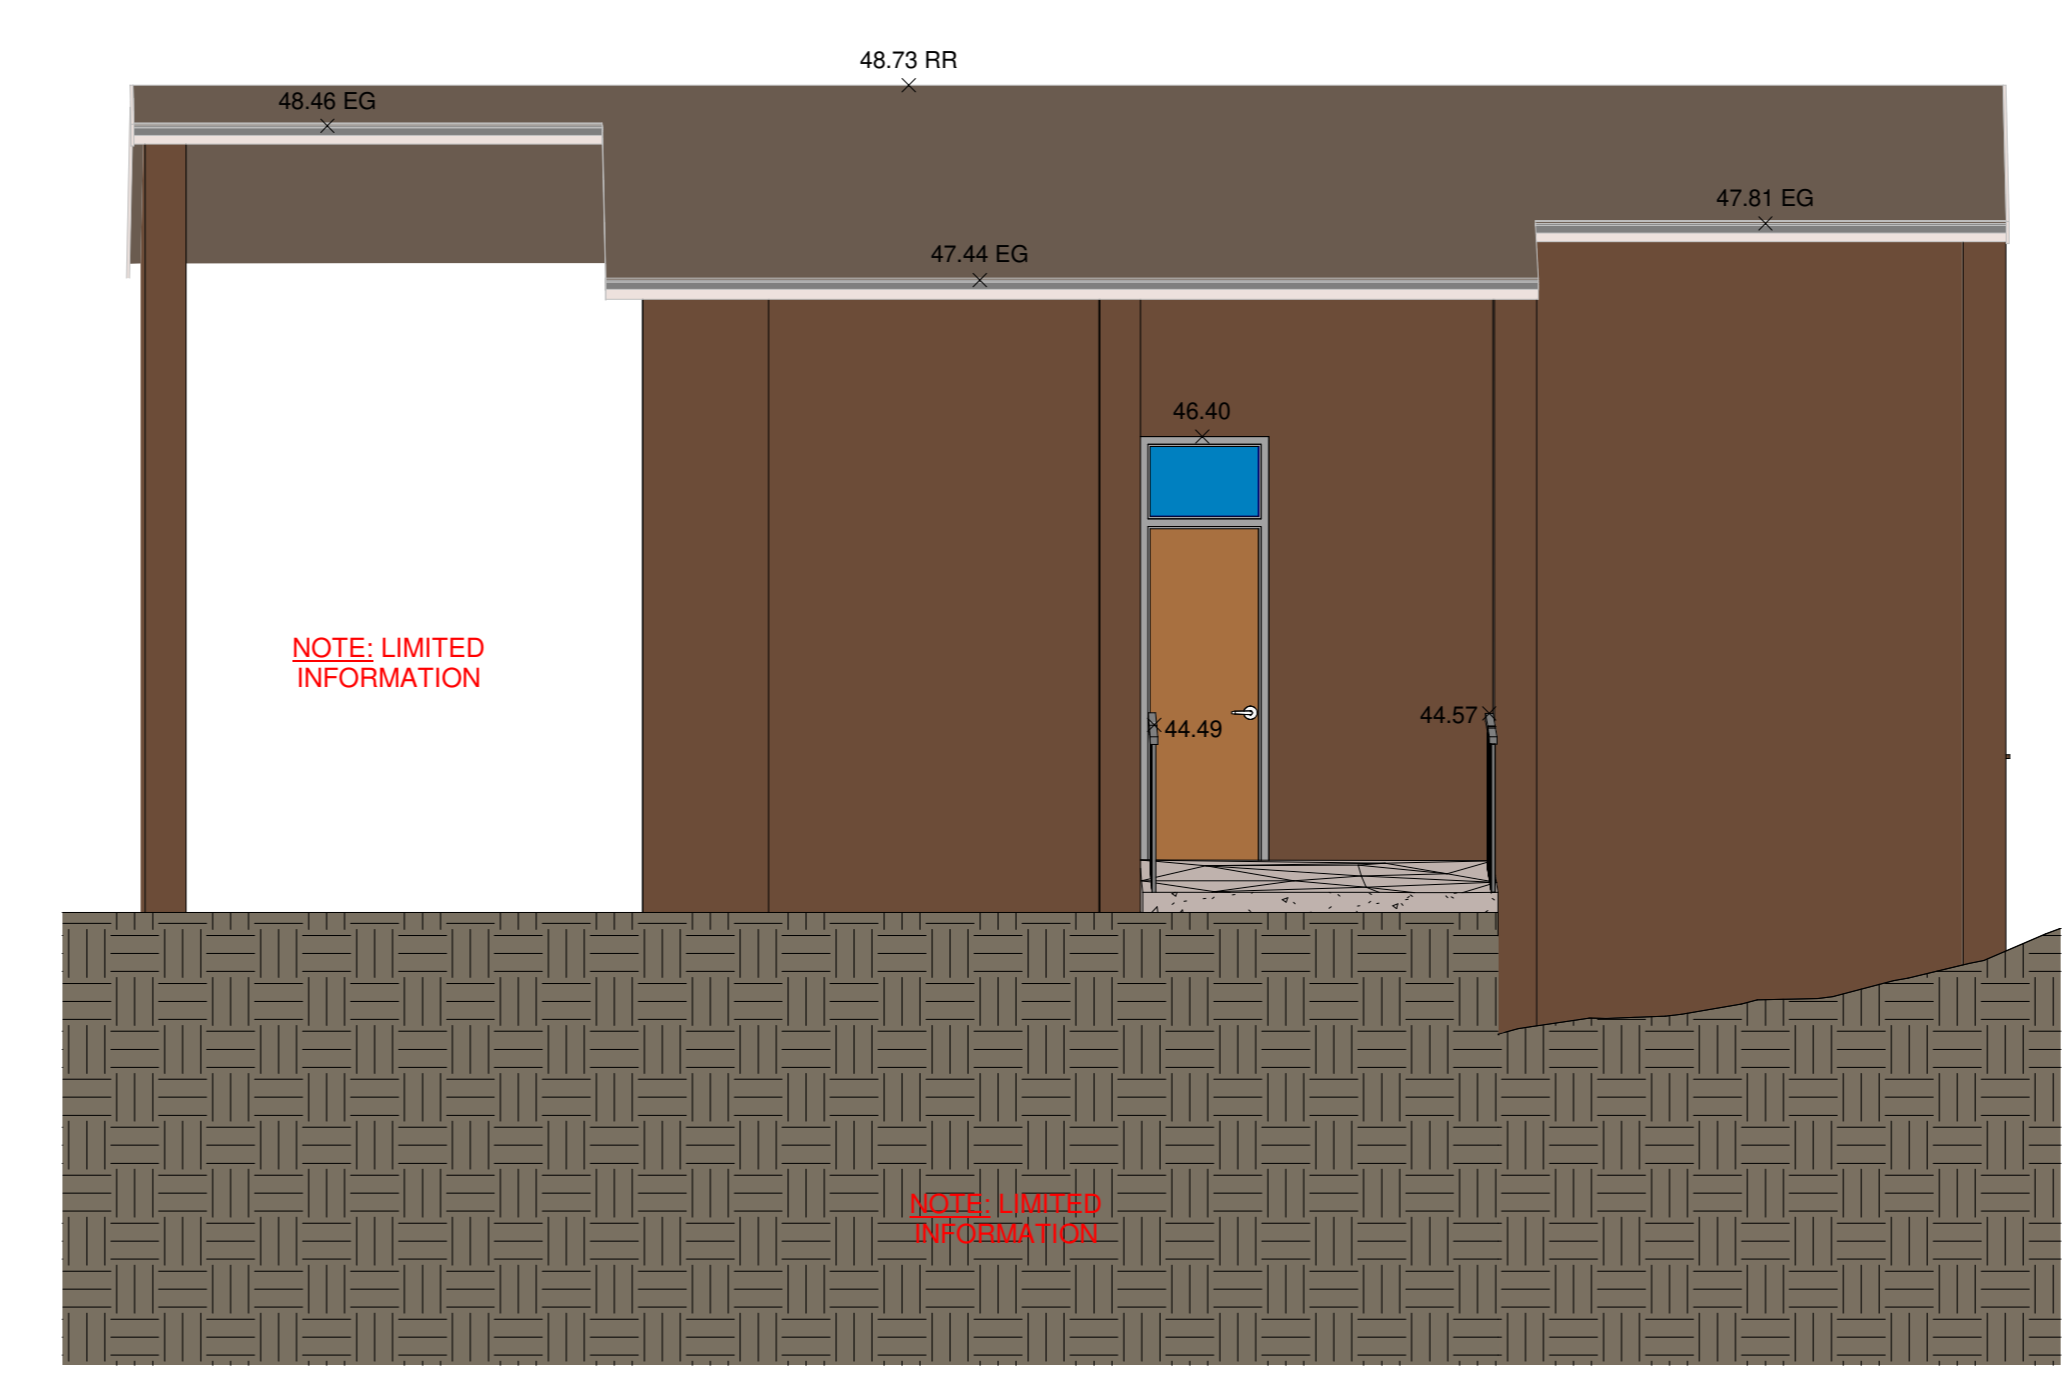 48.73 RR
48.46 EG
47.81 EG
47.44 EG
46.40
44.57
44.49
NOTE: LIMITED
INFORMATION
NOTE: LIMITED
INFORMATION